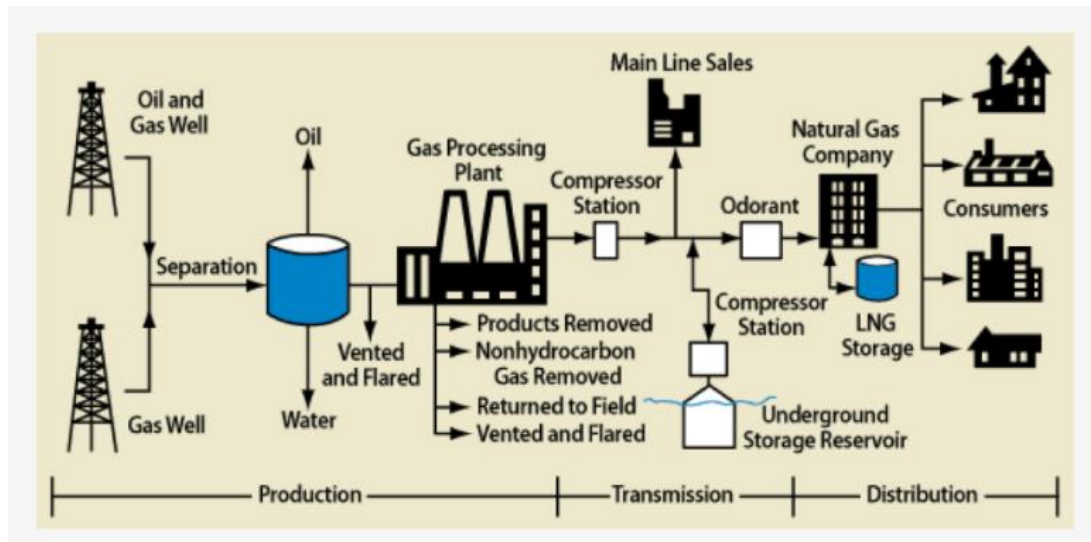 Oil and
Gas Well
Oil
Separation
Gas Well
Water
Vented
and Flared
Gas Processing
Plant
Products Removed
Nonhydrocarbon
Gas Removed
Returned to Field
Vented and Flared
Compressor
Station
Main Line Sales
Odorant
Compressor
Station
Underground
Storage Reservoir
Natural Gas
Company
LNG
Storage
Consumers
Production
Transmission
Distribution